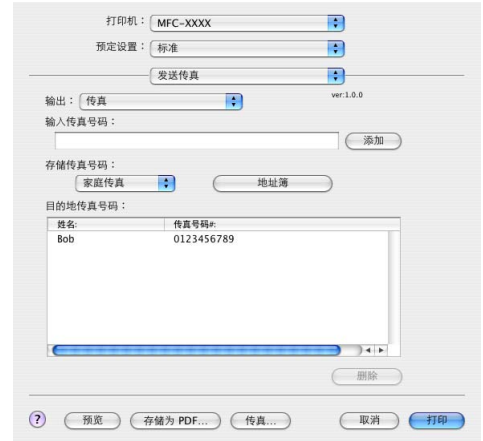 打印机： MFC-XXXX
预定设置： 标准
发送传真
输出： 传真 ver:1.0.0
输入传真号码：
添加
存储传真号码：
家庭传真 地址薄
目的地传真号码：
姓名: 传真号码#:
Bob 0123456789
删除
? 预览 存储为 PDF... 传真... 取消 打印